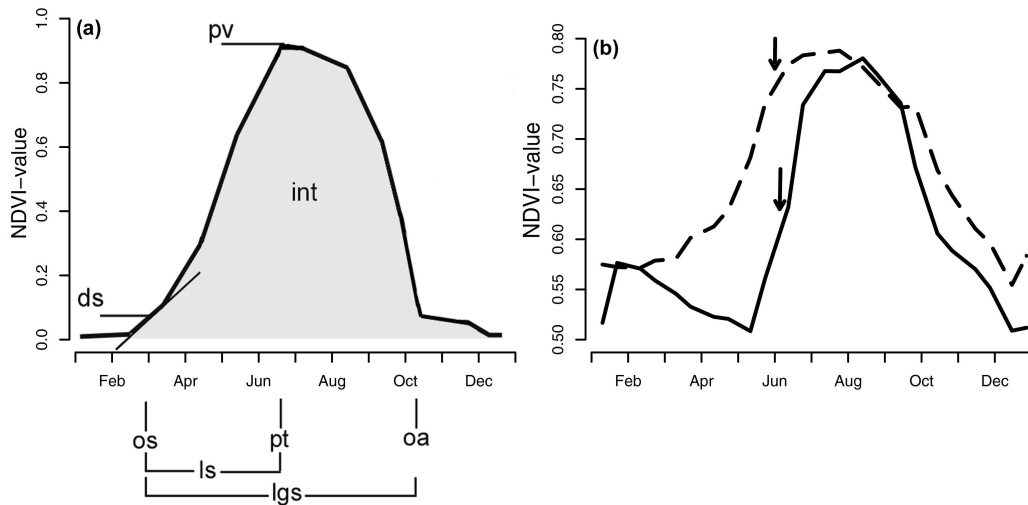 (a)
pv
NDVI−value
1.0
0.8
0.6
0.4
0.2
0.0
int
ds
Feb Apr Jun Aug Oct Dec
os pt oa
ls
lgs
(b)
NDVI−value
0.80
0.75
0.70
0.65
0.60
0.55
0.50
Feb Apr Jun Aug Oct Dec